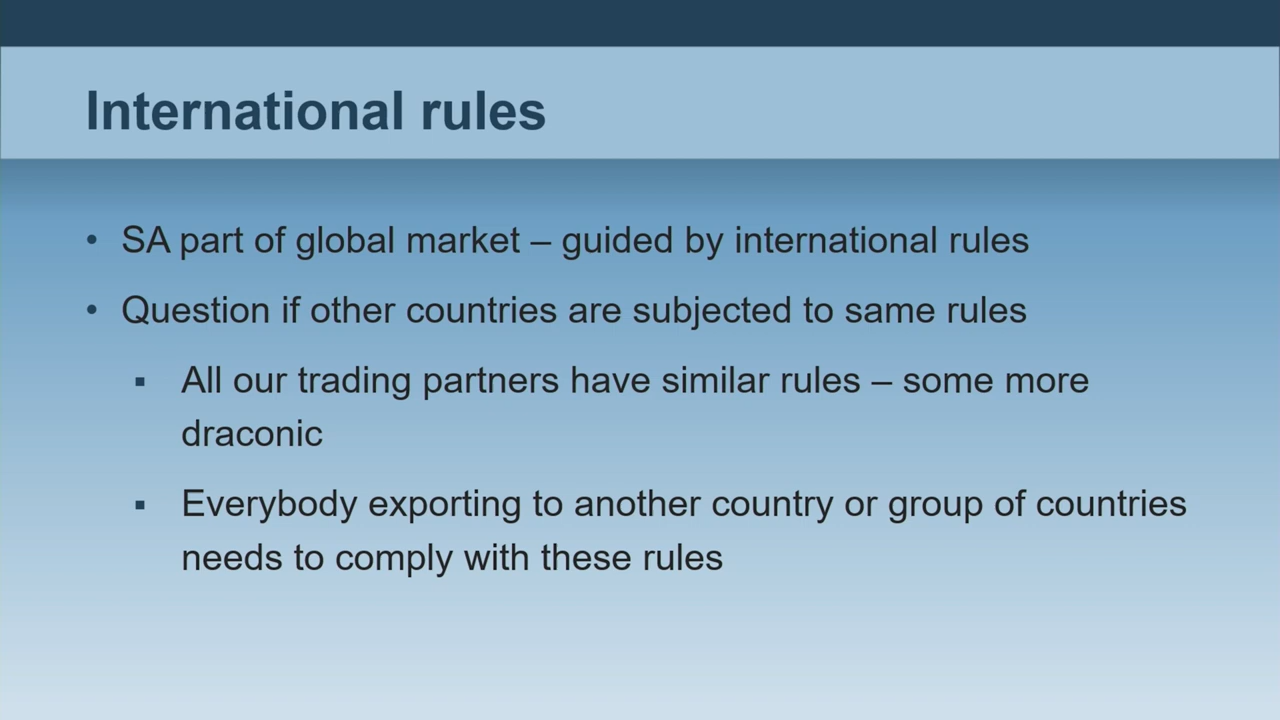 International rules
• SA part of global market – guided by international rules
• Question if other countries are subjected to same rules
▪ All our trading partners have similar rules – some more
draconic
▪ Everybody exporting to another country or group of countries
needs to comply with these rules